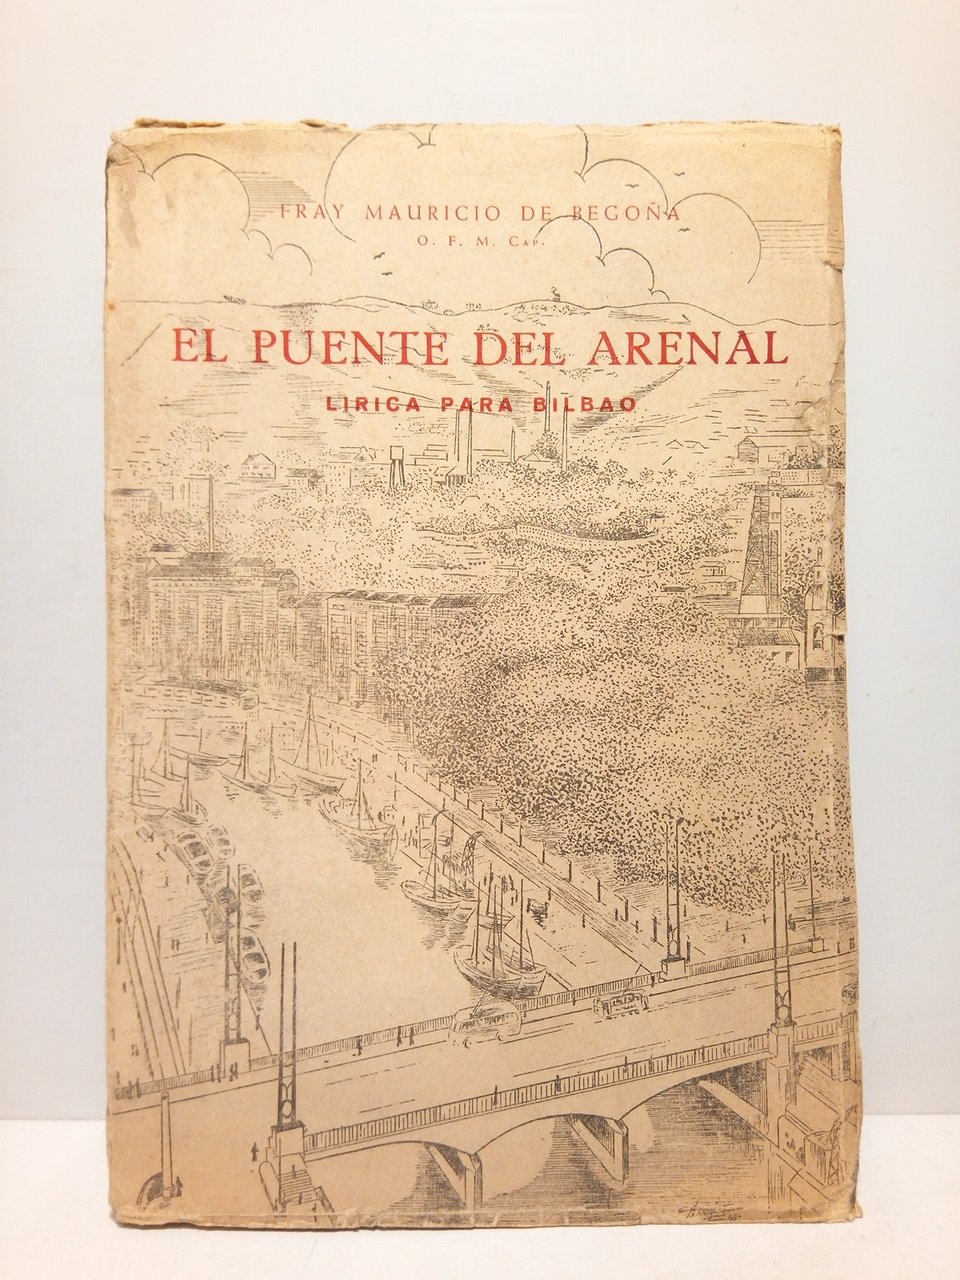 FRAY MAURICIO DE BEGOÑA
O. F. M. CAP.
EL PUENTE DEL ARENAL
LIRICA PARA BILBAO